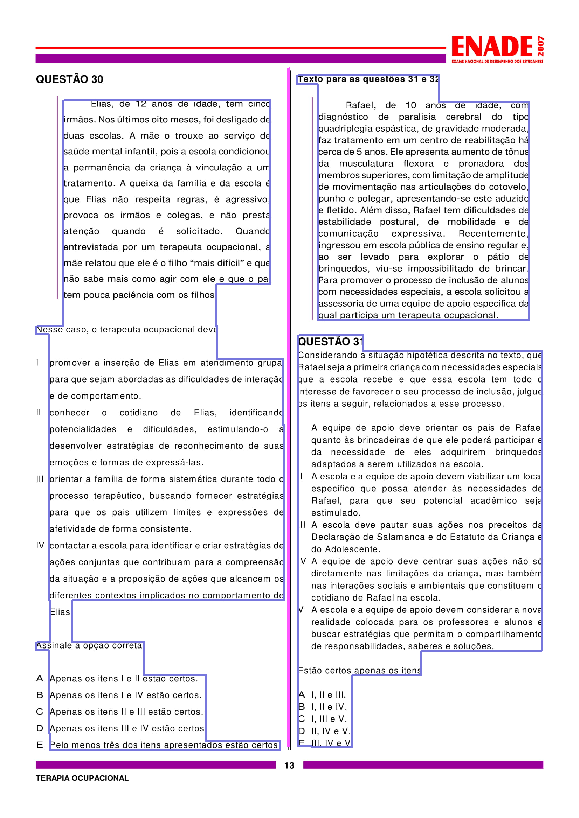 ENADE 2007
EXAME NACIONAL DE DESEMPENHO DOS ESTUDANTES
QUESTÃO 30
Elias, de 12 anos de idade, tem cinco
irmãos. Nos últimos oito meses, foi desligado de
duas escolas. A mãe o trouxe ao serviço de
saúde mental infantil, pois a escola condicionou
a permanência da criança à vinculação a um
tratamento. A queixa da família e da escola é
que Elias não respeita regras, é agressivo,
provoca os irmãos e colegas, e não presta
atenção quando é solicitado. Quando
entrevistada por um terapeuta ocupacional, a
mãe relatou que ele é o filho “mais difícil” e que
não sabe mais como agir com ele e que o pai
tem pouca paciência com os filhos.
Nesse caso, o terapeuta ocupacional deve
I promover a inserção de Elias em atendimento grupal
para que sejam abordadas as dificuldades de interação
e de comportamento.
II conhecer o cotidiano de Elias, identificando
potencialidades e dificuldades, estimulando-o a
desenvolver estratégias de reconhecimento de suas
emoções e formas de expressá-las.
III orientar a família de forma sistemática durante todo o
processo terapêutico, buscando fornecer estratégias
para que os pais utilizem limites e expressões de
afetividade de forma consistente.
IV contactar a escola para identificar e criar estratégias de
ações conjuntas que contribuam para a compreensão
da situação e a proposição de ações que alcancem os
diferentes contextos implicados no comportamento de
Elias.
Assinale a opção correta.
A Apenas os itens I e II estão certos.
B Apenas os itens I e IV estão certos.
C Apenas os itens II e III estão certos.
D Apenas os itens III e IV estão certos.
E Pelo menos três dos itens apresentados estão certos.
Texto para as questões 31 e 32
Rafael, de 10 anos de idade, com
diagnóstico de paralisia cerebral do tipo
quadriplegia espástica, de gravidade moderada,
faz tratamento em um centro de reabilitação há
cerca de 5 anos. Ele apresenta aumento de tônus
da musculatura flexora e pronadora dos
membros superiores, com limitação de amplitude
de movimentação nas articulações do cotovelo,
punho e polegar, apresentando-se este aduzido
e fletido. Além disso, Rafael tem dificuldades de
estabilidade postural, de mobilidade e de
comunicação expressiva. Recentemente,
ingressou em escola pública de ensino regular e,
ao ser levado para explorar o pátio de
brinquedos, viu-se impossibilitado de brincar.
Para promover o processo de inclusão de alunos
com necessidades especiais, a escola solicitou a
assessoria de uma equipe de apoio específica da
qual participa um terapeuta ocupacional.
QUESTÃO 31
Considerando a situação hipotética descrita no texto, que
Rafael seja a primeira criança com necessidades especiais
que a escola recebe e que essa escola tem todo o
interesse de favorecer o seu processo de inclusão, julgue
os itens a seguir, relacionados a esse processo.
A equipe de apoio deve orientar os pais de Rafael
quanto às brincadeiras de que ele poderá participar e
da necessidade de eles adquirirem brinquedos
adaptados a serem utilizados na escola.
I A escola e a equipe de apoio devem viabilizar um local
específico que possa atender às necessidades de
Rafael, para que seu potencial acadêmico seja
estimulado.
II A escola deve pautar suas ações nos preceitos da
Declaração de Salamanca e do Estatuto da Criança e
do Adolescente.
V A equipe de apoio deve centrar suas ações não só
diretamente nas limitações da criança, mas também
nas interações sociais e ambientais que constituem o
cotidiano de Rafael na escola.
V A escola e a equipe de apoio devem considerar a nova
realidade colocada para os professores e alunos e
buscar estratégias que permitam o compartilhamento
de responsabilidades, saberes e soluções.
Estão certos apenas os itens
A I, II e III.
B I, II e IV.
C I, III e V.
D II, IV e V.
E III, IV e V.
13
TERAPIA OCUPACIONAL